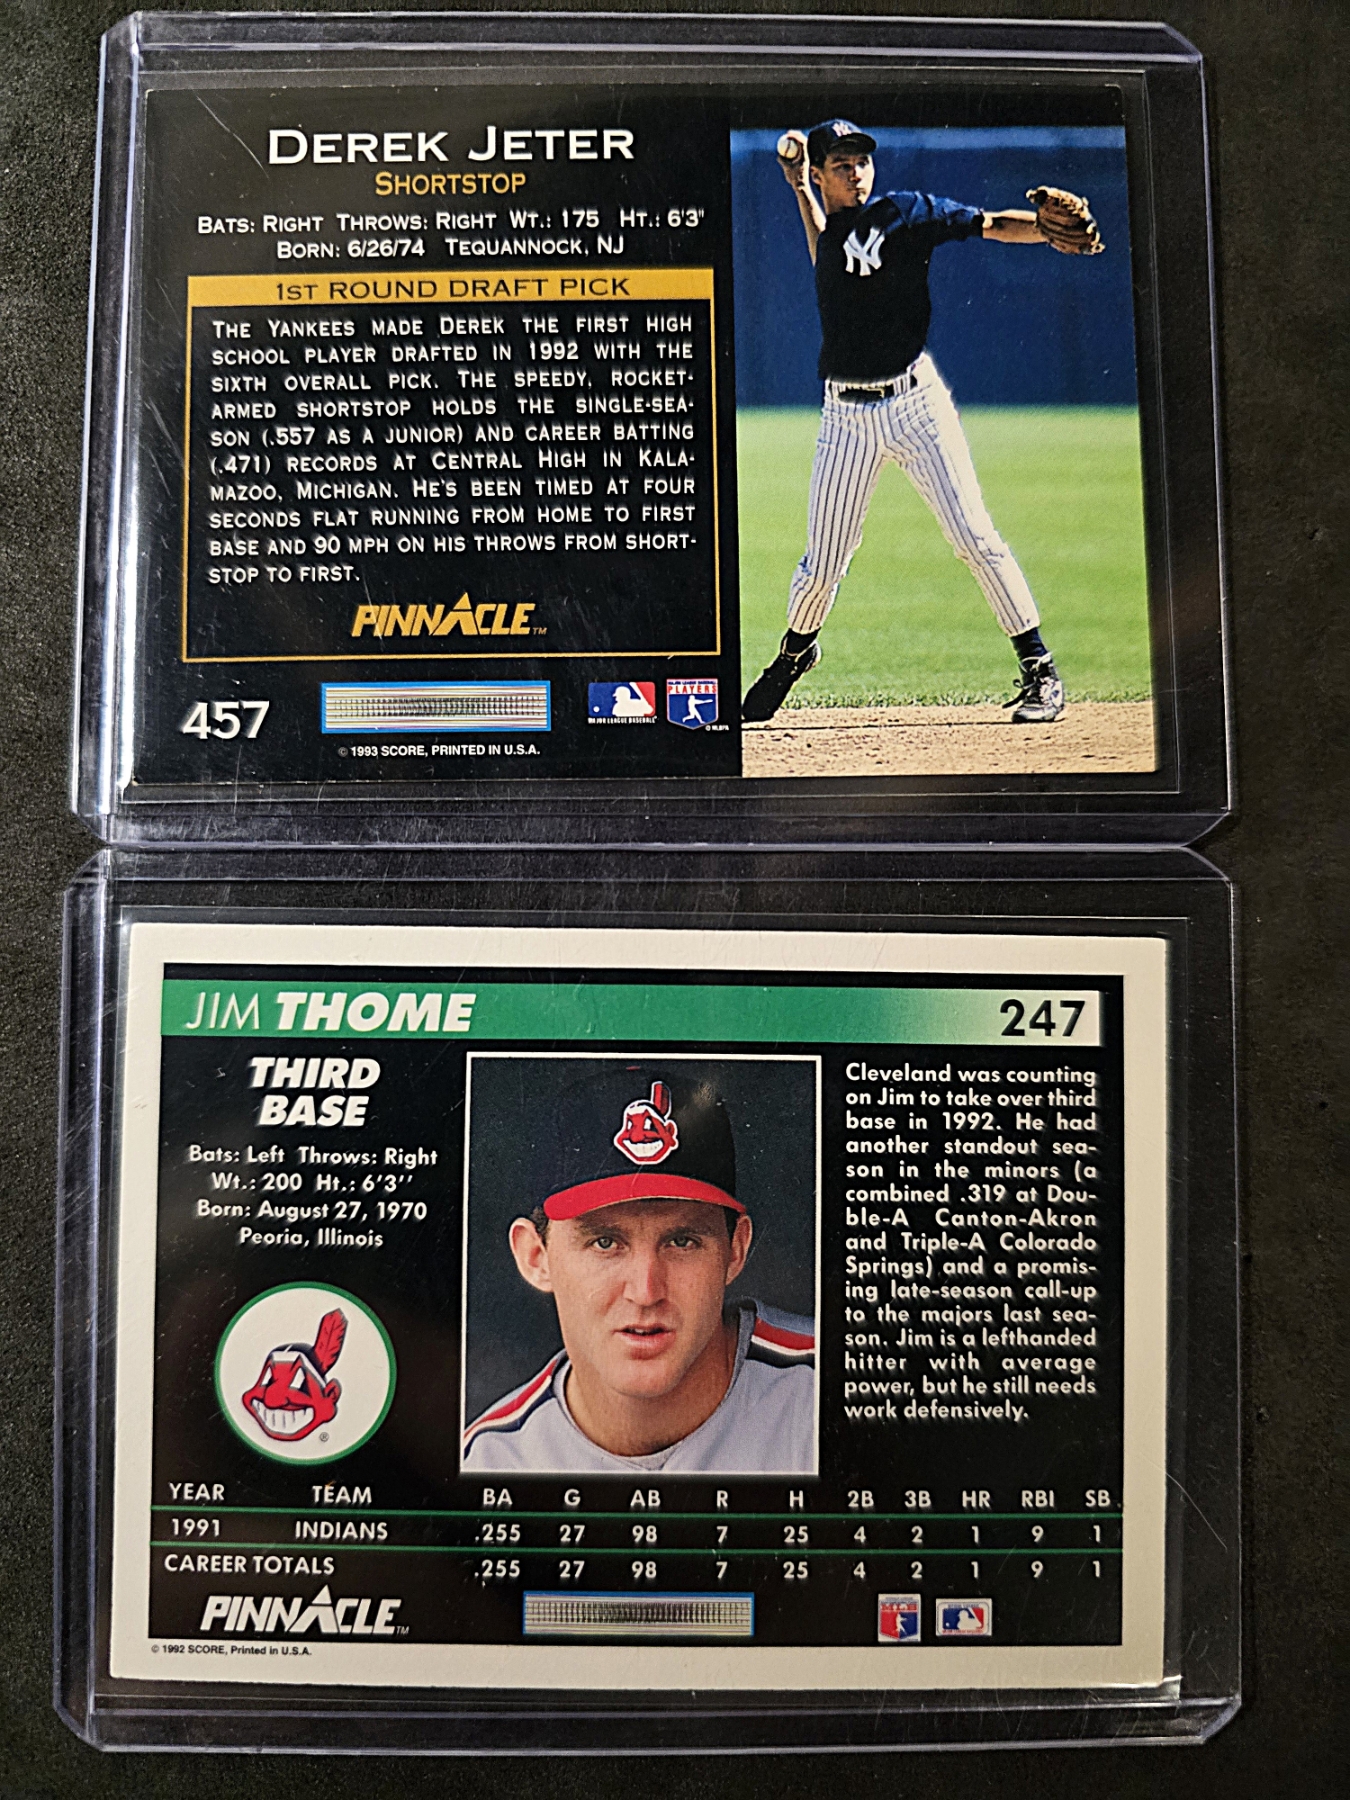 DEREK JETER
SHORTSTOP
BATS: RIGHT THROWS: RIGHT WT.: 175 HT.: 6'3"
BORN: 6/26/74 TEQUANNOCK, NJ
1ST ROUND DRAFT PICK
THE YANKEES MADE DEREK THE FIRST HIGH
SCHOOL PLAYER DRAFTED IN 1992 WITH THE
SIXTH OVERALL PICK. THE SPEEDY, ROCKET-
ARMED SHORTSTOP HOLDS THE SINGLE-SEA-
SON (.557 AS A JUNIOR) AND CAREER BATTING
(.471) RECORDS AT CENTRAL HIGH IN KALA-
MAZOO, MICHIGAN. HE'S BEEN TIMED AT FOUR
SECONDS FLAT RUNNING FROM HOME TO FIRST
BASE AND 90 MPH ON HIS THROWS FROM SHORT-
STOP TO FIRST.
PINNACLE TM
457
MAJOR LEAGUE BASEBALL
PLAYERS
© MLBPA
© 1993 SCORE, PRINTED IN U.S.A.
NY
JIM THOME
247
THIRD
BASE
Bats: Left Throws: Right
Wt.: 200 Ht.: 6'3''
Born: August 27, 1970
Peoria, Illinois
®
Cleveland was counting
on Jim to take over third
base in 1992. He had
another standout sea-
son in the minors (a
combined .319 at Dou-
ble-A Canton-Akron
and Triple-A Colorado
Springs) and a promis-
ing late-season call-up
to the majors last sea-
son. Jim is a lefthanded
hitter with average
power, but he still needs
work defensively.
YEAR TEAM BA G AB R H 2B 3B HR RBI SB
1991 INDIANS .255 27 98 7 25 4 2 1 9 1
CAREER TOTALS .255 27 98 7 25 4 2 1 9 1
PINNACLE TM
© 1992 SCORE, Printed in U.S.A.